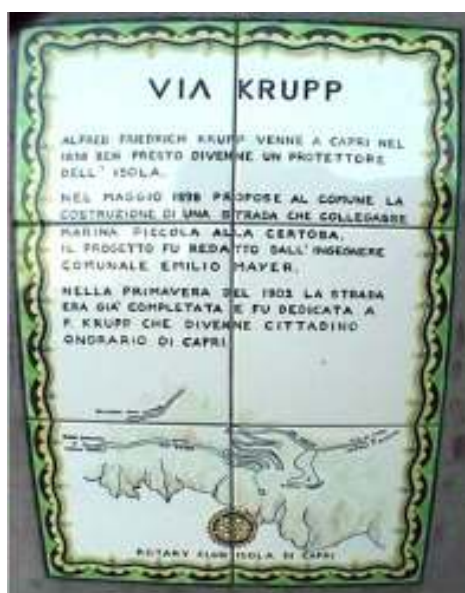 VIA KRUPP
ALFRED FRIEDRICH KRUPP VENNE A CAPRI NEL
1898 BEN PRESTO DIVENNE UN PROTETTORE
DELL' ISOLA.
NEL MAGGIO 1898 PROPOSE AL COMUNE LA
COSTRUZIONE DI UNA STRADA CHE COLLEGASSE
MARINA PICCOLA ALLA CERTOSA.
IL PROGETTO FU REDATTO DALL'INGEGNERE
COMUNALE EMILIO MAYER.
NELLA PRIMAVERA DEL 1902 LA STRADA
ERA GIÀ COMPLETATA E FU DEDICATA A
F. KRUPP CHE DIVENNE CITTADINO
ONORARIO DI CAPRI
ROTARY CLUB ISOLA DI CAPRI